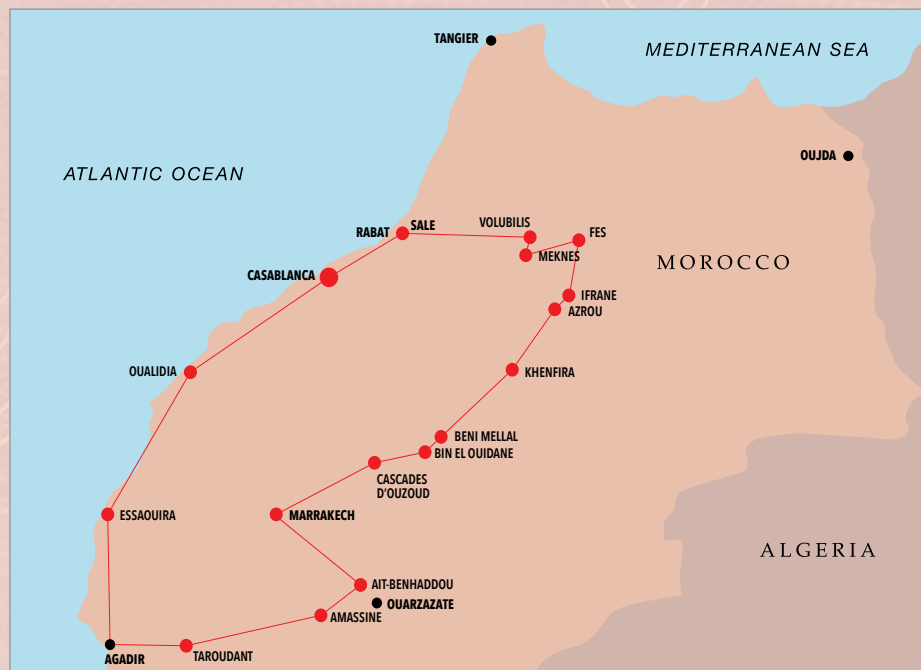 TANGIER
MEDITERRANEAN SEA
OUJDA
ATLANTIC OCEAN
VOLUBILIS
SALE
RABAT
FES
MEKNES
MOROCCO
CASABLANCA
IFRANE
AZROU
OUALIDIA
KHENFIRA
BENI MELLAL
BIN EL OUIDANE
CASCADES
D'OUZOUD
ESSAOUIRA
MARRAKECH
ALGERIA
AIT-BENHADDOU
OUARZAZATE
AMASSINE
TAROUDANT
AGADIR